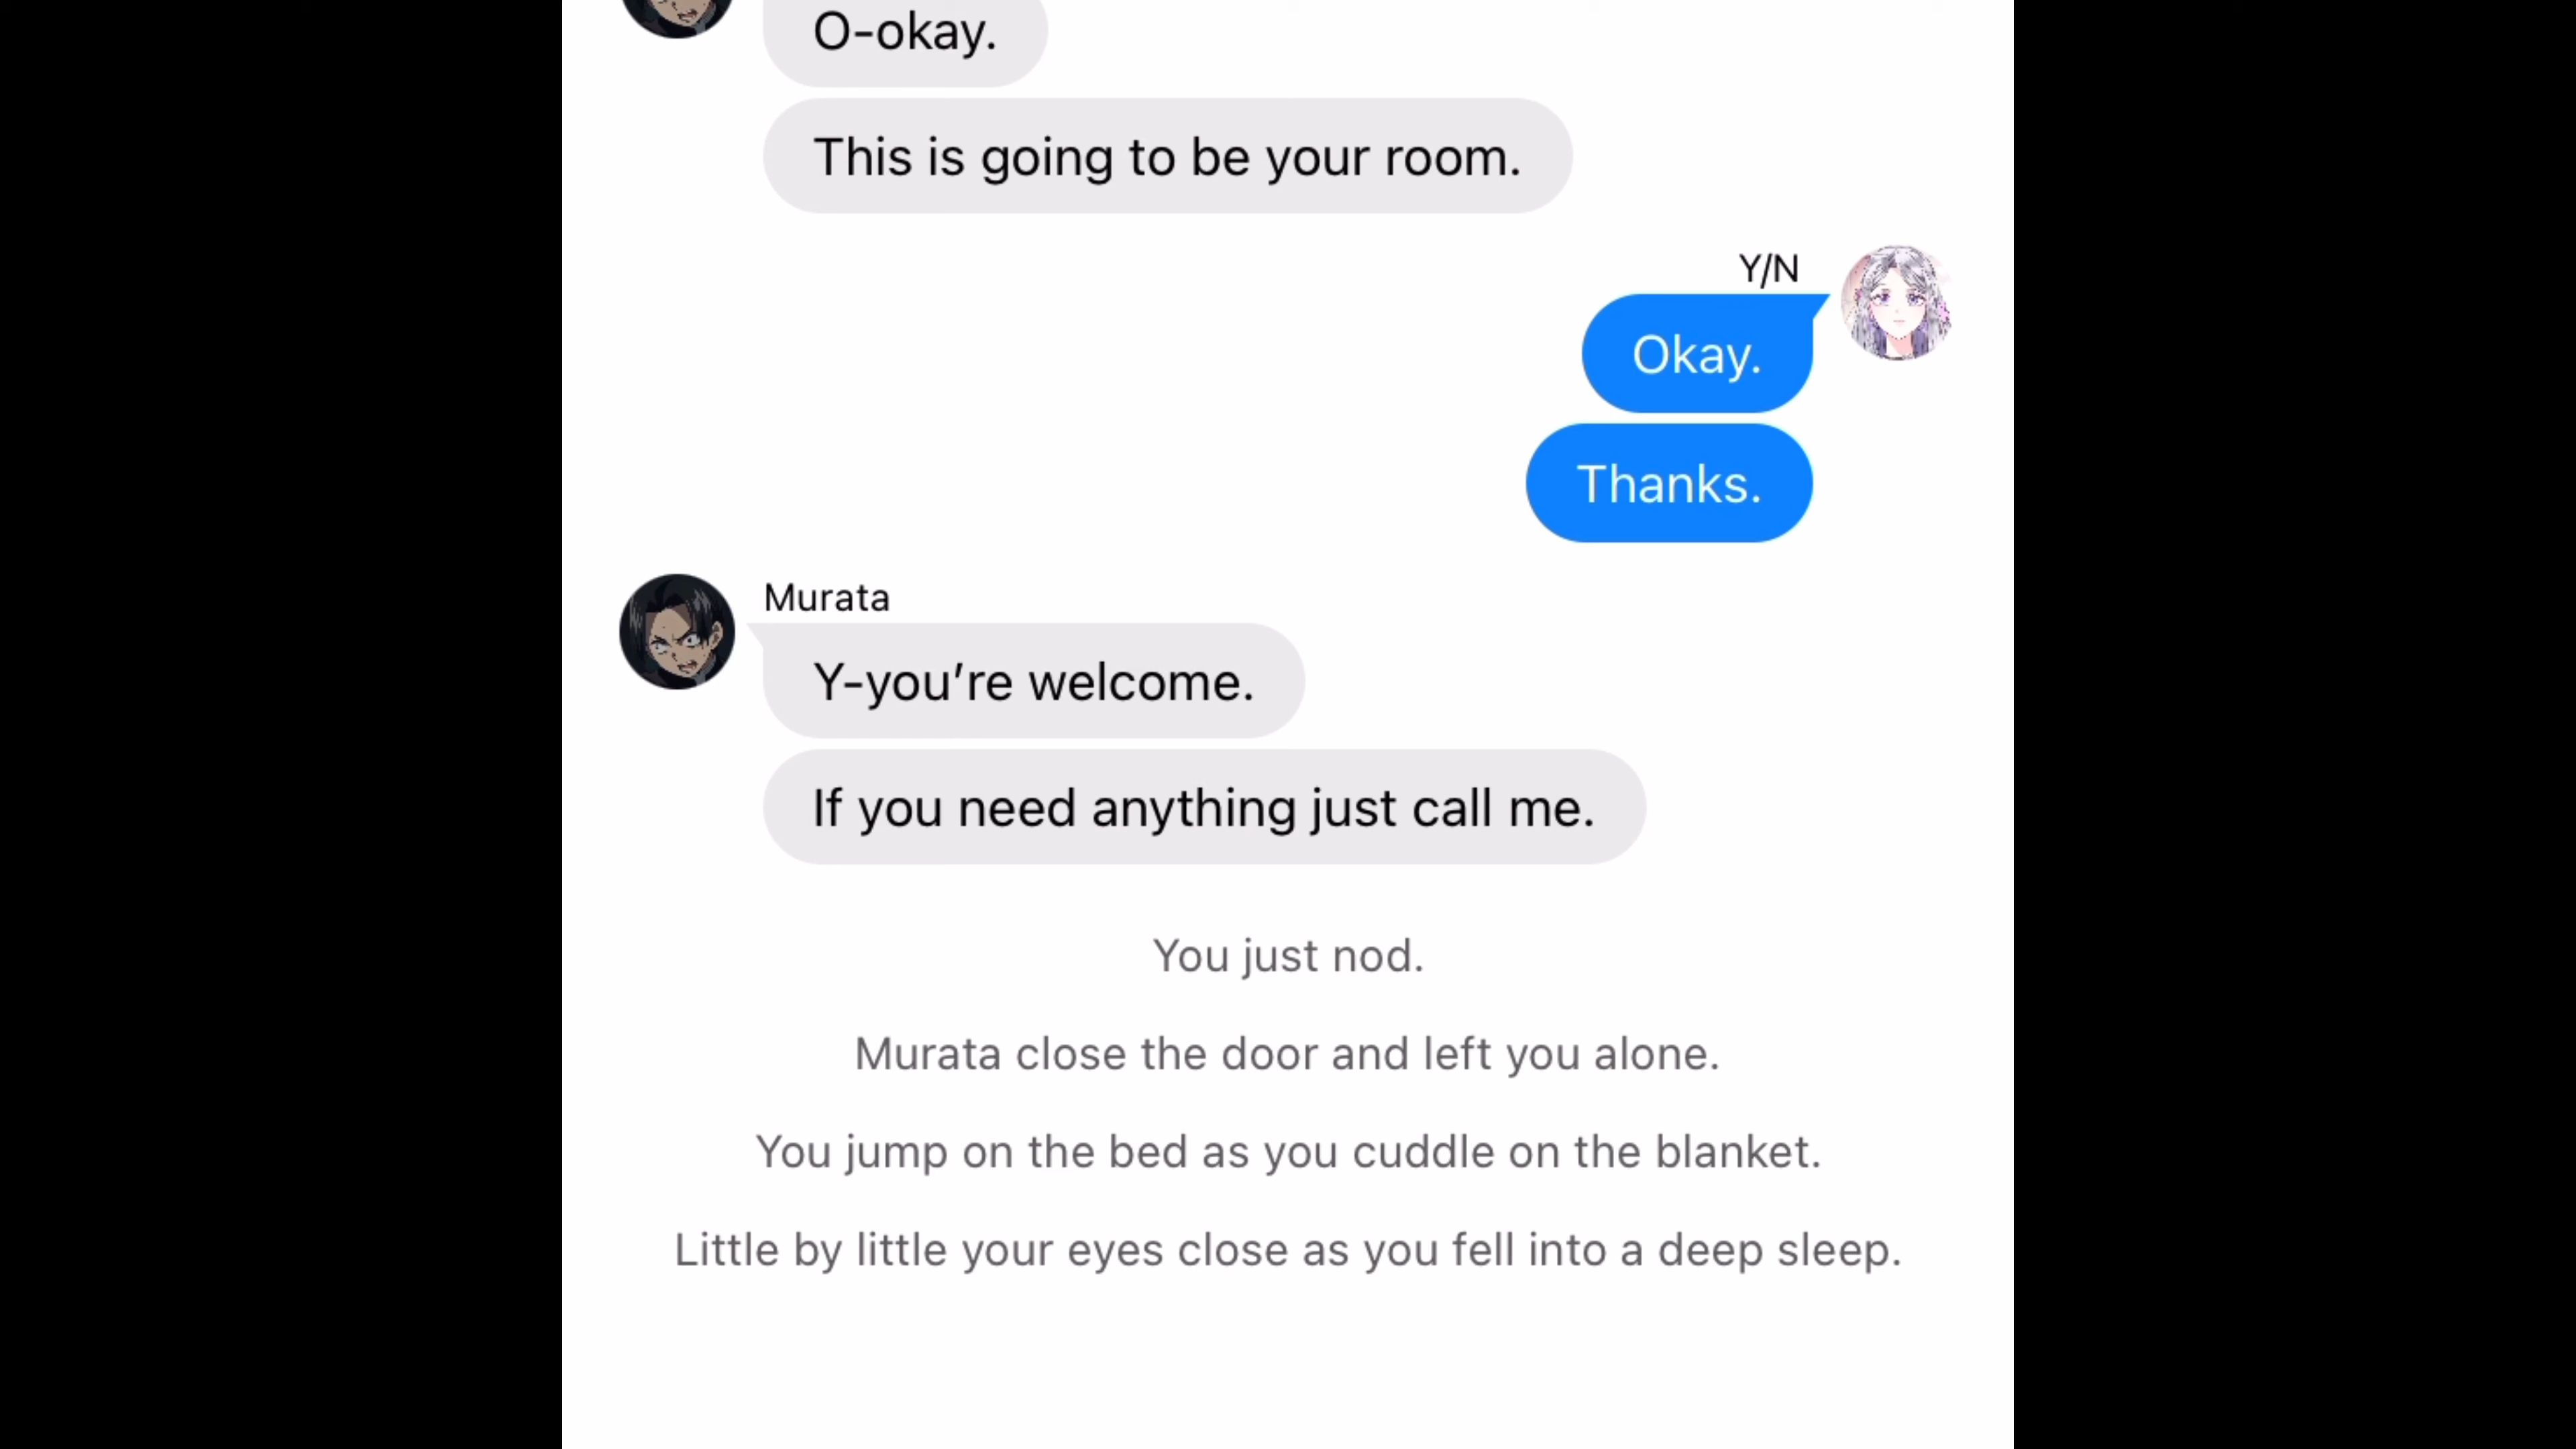 O-okay.
This is going to be your room.
Y/N
Okay.
Thanks.
Murata
Y-you’re welcome.
If you need anything just call me.
You just nod.
Murata close the door and left you alone.
You jump on the bed as you cuddle on the blanket.
Little by little your eyes close as you fell into a deep sleep.